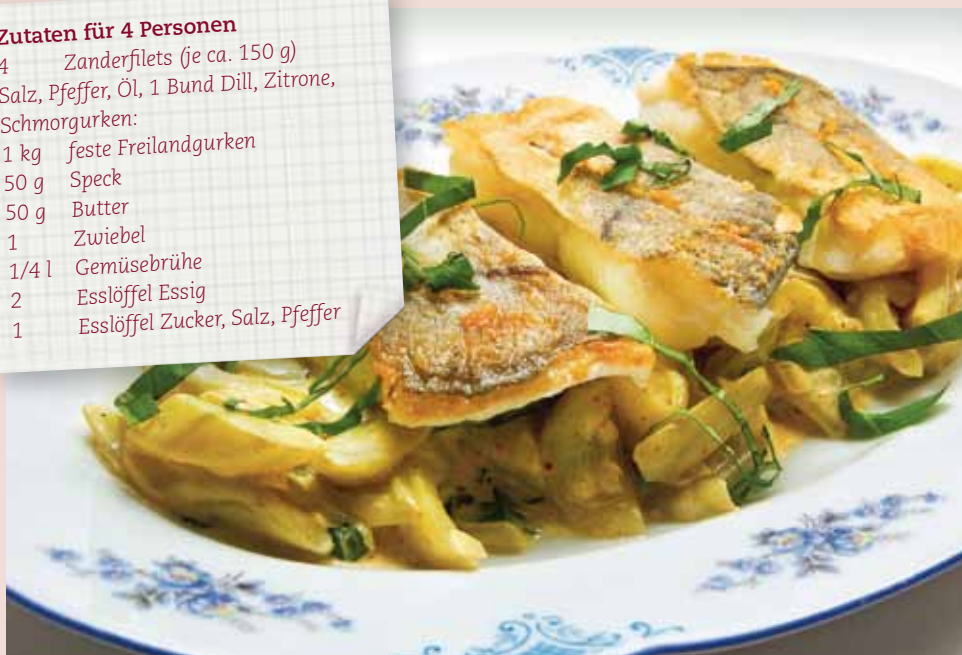 Zutaten für 4 Personen
4 Zanderfilets (je ca. 150 g)
Salz, Pfeffer, Öl, 1 Bund Dill, Zitrone,
Schmorgurken:
1 kg feste Freilandgurken
50 g Speck
50 g Butter
1 Zwiebel
1/4 l Gemüsebrühe
2 Esslöffel Essig
1 Esslöffel Zucker, Salz, Pfeffer